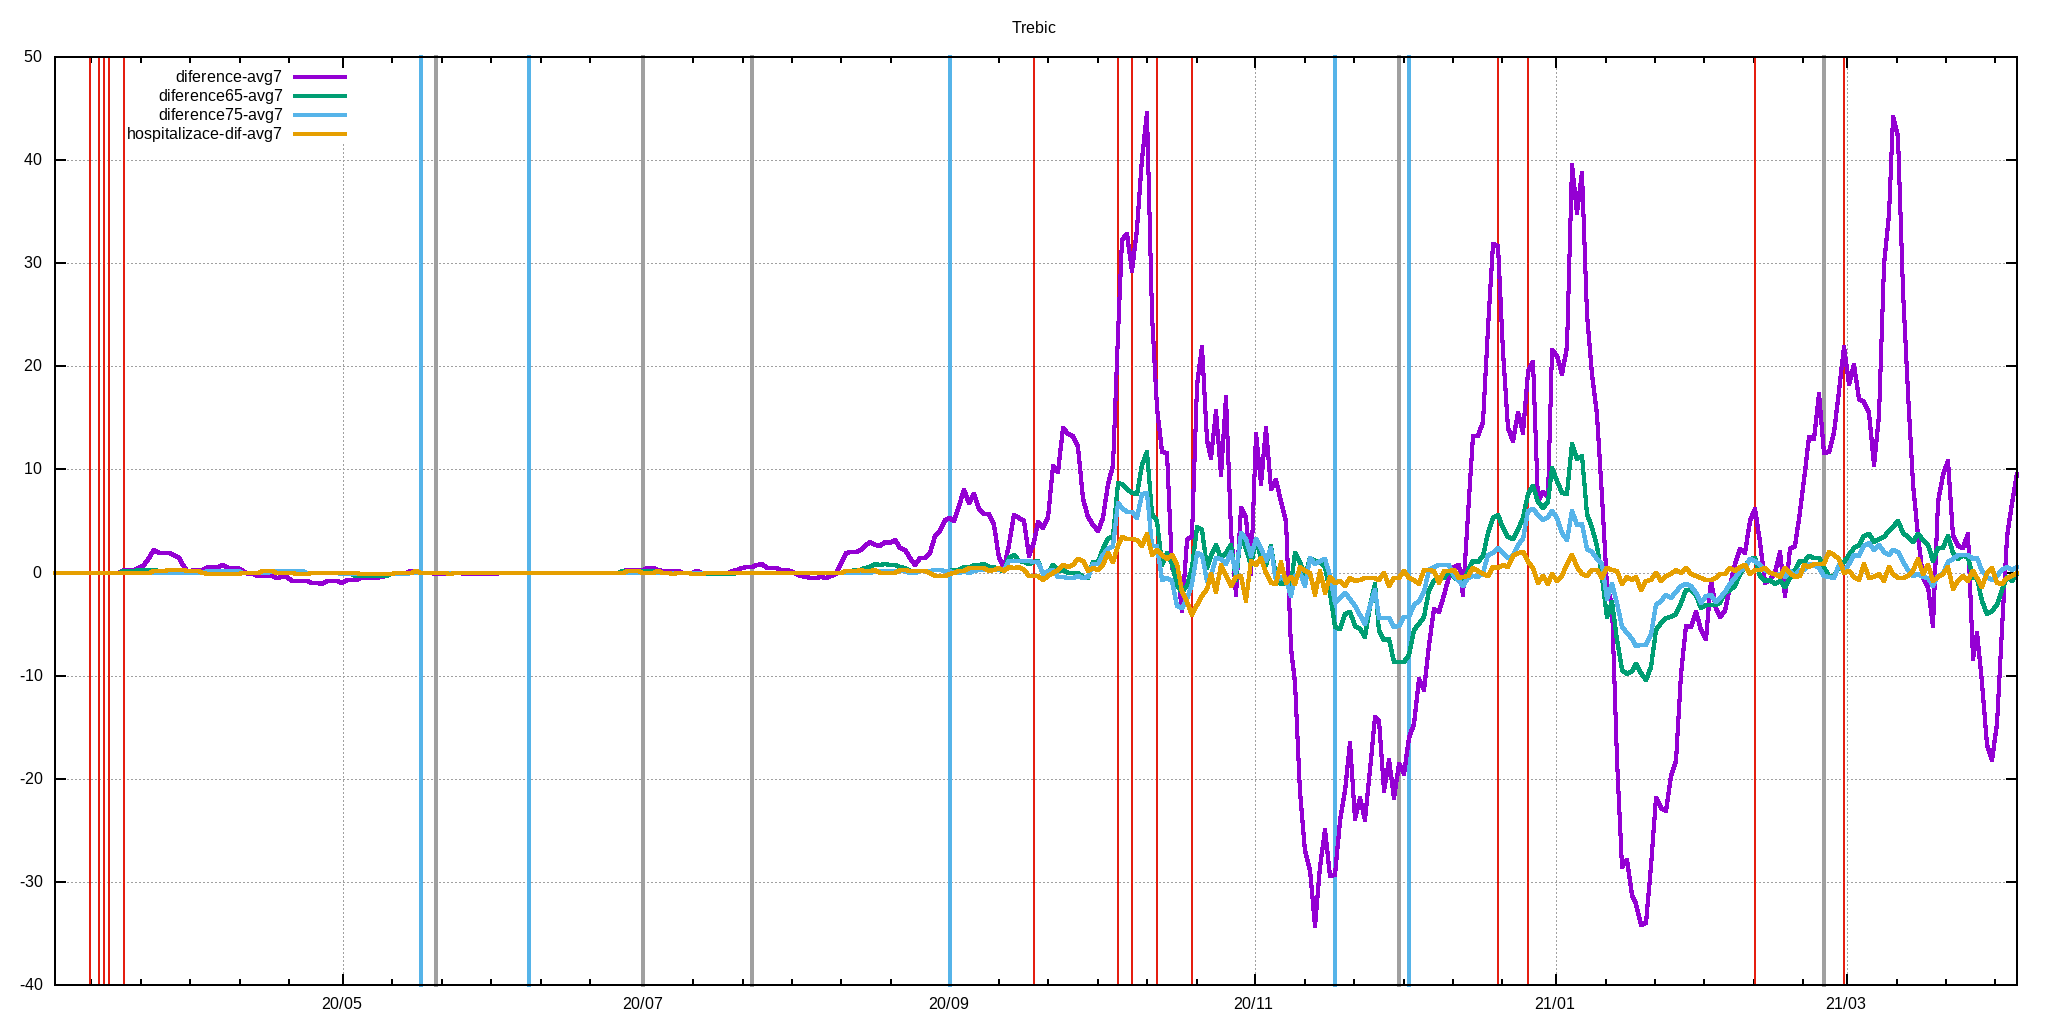 Trebic
50
diference-avg7
diference65-avg7
diference75-avg7
hospitalizace-dif-avg7
40
30
20
10
0
-10
-20
-30
-40
20/05 20/07 20/09 20/11 21/01 21/03